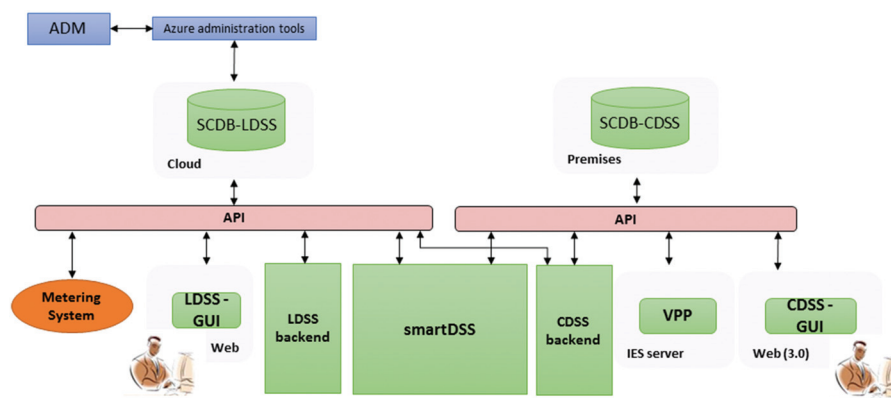 ADM
Azure administration tools
SCDB-LDSS
Cloud
SCDB-CDSS
Premises
API
API
Metering
System
LDSS -
GUI
Web
LDSS
backend
smartDSS
CDSS
backend
VPP
IES server
CDSS -
GUI
Web (3.0)